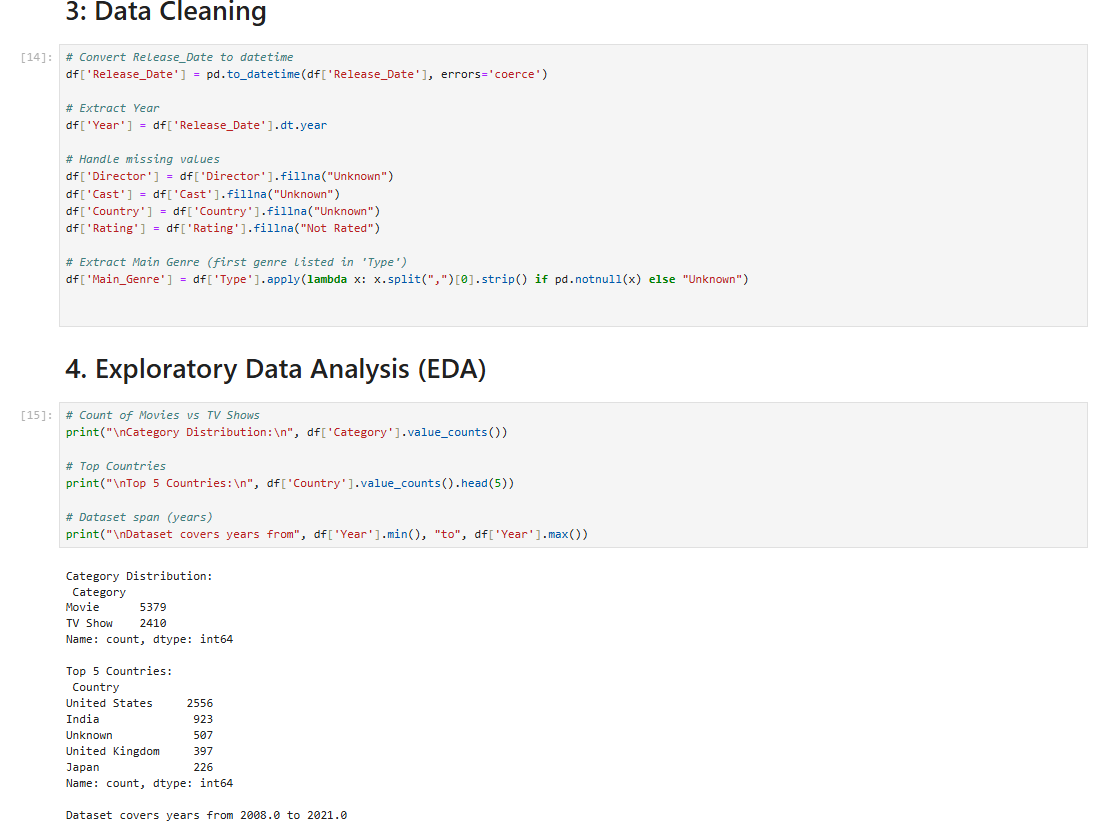 3: Data Cleaning
[14]:
# Convert Release_Date to datetime
df['Release_Date'] = pd.to_datetime(df['Release_Date'], errors='coerce')
# Extract Year
df['Year'] = df['Release_Date'].dt.year
# Handle missing values
df['Director'] = df['Director'].fillna("Unknown")
df['Cast'] = df['Cast'].fillna("Unknown")
df['Country'] = df['Country'].fillna("Unknown")
df['Rating'] = df['Rating'].fillna("Not Rated")
# Extract Main Genre (first genre listed in 'Type')
df['Main_Genre'] = df['Type'].apply(lambda x: x.split(",")[0].strip() if pd.notnull(x) else "Unknown")
4. Exploratory Data Analysis (EDA)
[15]:
# Count of Movies vs TV Shows
print("\nCategory Distribution:\n", df['Category'].value_counts())
# Top Countries
print("\nTop 5 Countries:\n", df['Country'].value_counts().head(5))
# Dataset span (years)
print("\nDataset covers years from", df['Year'].min(), "to", df['Year'].max())
Category Distribution:
Category
Movie 5379
TV Show 2410
Name: count, dtype: int64
Top 5 Countries:
Country
United States 2556
India 923
Unknown 507
United Kingdom 397
Japan 226
Name: count, dtype: int64
Dataset covers years from 2008.0 to 2021.0